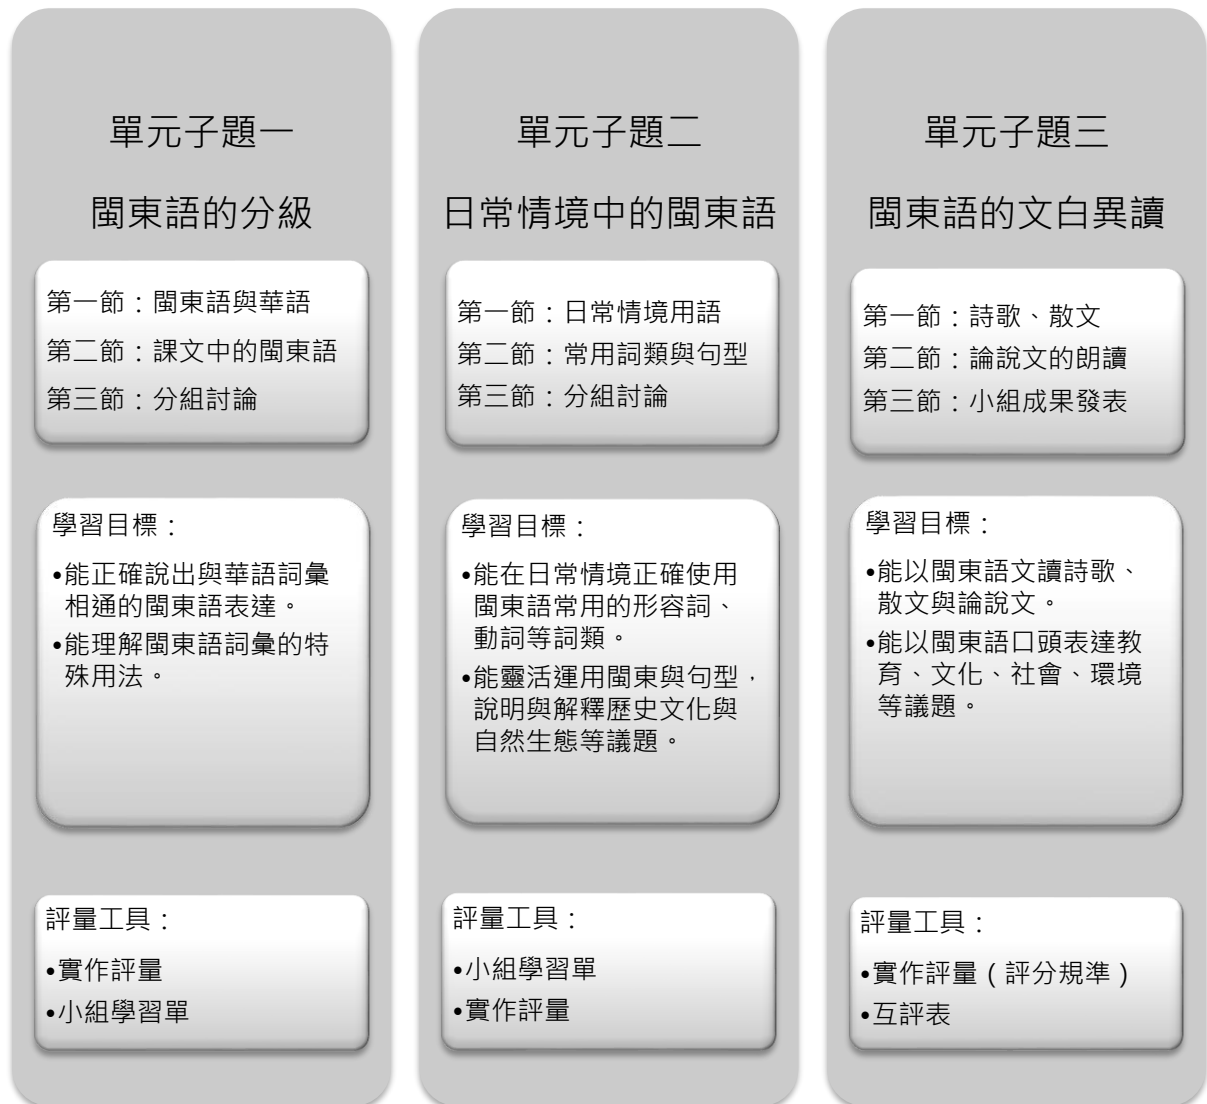 單元子題一
閩東語的分級
第一節：閩東語與華語
第二節：課文中的閩東語
第三節：分組討論
學習目標：
•能正確說出與華語詞彙
相通的閩東語表達。
•能理解閩東語詞彙的特
殊用法。
評量工具：
•實作評量
•小組學習單
單元子題二
日常情境中的閩東語
第一節：日常情境用語
第二節：常用詞類與句型
第三節：分組討論
學習目標：
•能在日常情境正確使用
閩東語常用的形容詞、
動詞等詞類。
•能靈活運用閩東與句型，
說明與解釋歷史文化與
自然生態等議題。
評量工具：
•小組學習單
•實作評量
單元子題三
閩東語的文白異讀
第一節：詩歌、散文
第二節：論說文的朗讀
第三節：小組成果發表
學習目標：
•能以閩東語文讀詩歌、
散文與論說文。
•能以閩東語口頭表達教
育、文化、社會、環境
等議題。
評量工具：
•實作評量（評分規準）
•互評表